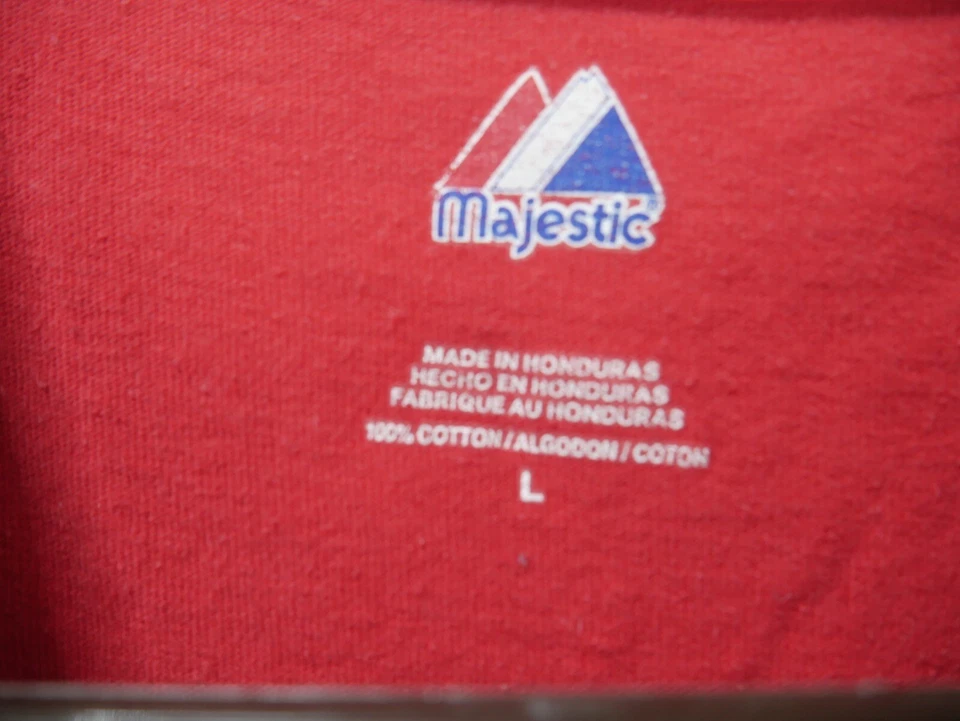 Majestic
MADE IN HONDURAS
HECHO EN HONDURAS
FABRIQUE AU HONDURAS
100% COTTON / ALGODON / COTON
L